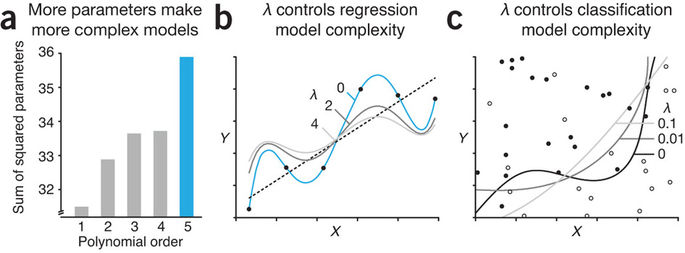 a
More parameters make
more complex models
Sum of squared parameters
36
35
34
33
32
1 2 3 4 5
Polynomial order
b
λ controls regression
model complexity
Y
λ
0
2
4
X
c
λ controls classification
model complexity
Y
λ
0.1
0.01
0
X